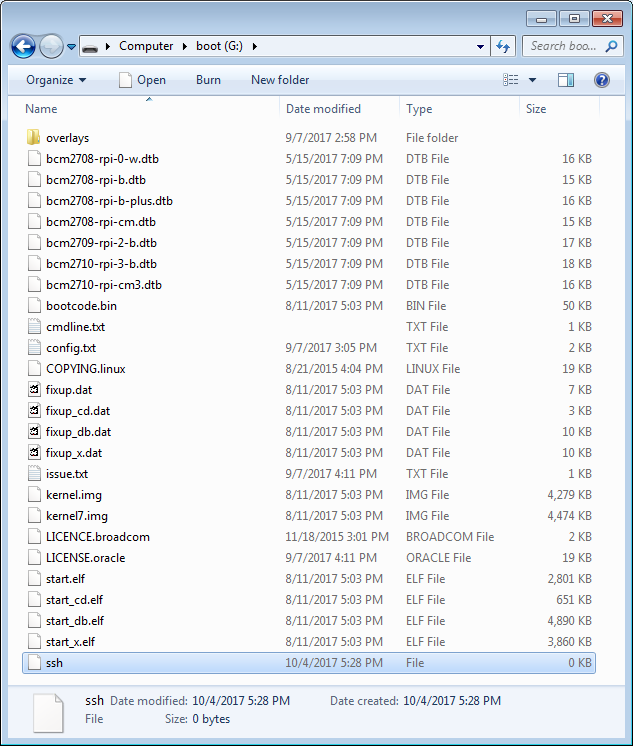 Computer boot (G:) Search boo...
Organize Open Burn New folder
Name Date modified Type Size
overlays 9/7/2017 2:58 PM File folder
bcm2708-rpi-0-w.dtb 5/15/2017 7:09 PM DTB File 16 KB
bcm2708-rpi-b.dtb 5/15/2017 7:09 PM DTB File 15 KB
bcm2708-rpi-b-plus.dtb 5/15/2017 7:09 PM DTB File 16 KB
bcm2708-rpi-cm.dtb 5/15/2017 7:09 PM DTB File 15 KB
bcm2709-rpi-2-b.dtb 5/15/2017 7:09 PM DTB File 17 KB
bcm2710-rpi-3-b.dtb 5/15/2017 7:09 PM DTB File 18 KB
bcm2710-rpi-cm3.dtb 5/15/2017 7:09 PM DTB File 16 KB
bootcode.bin 8/11/2017 5:03 PM BIN File 50 KB
cmdline.txt TXT File 1 KB
config.txt 9/7/2017 3:05 PM TXT File 2 KB
COPYING.linux 8/21/2015 4:04 PM LINUX File 19 KB
fixup.dat 8/11/2017 5:03 PM DAT File 7 KB
fixup_cd.dat 8/11/2017 5:03 PM DAT File 3 KB
fixup_db.dat 8/11/2017 5:03 PM DAT File 10 KB
fixup_x.dat 8/11/2017 5:03 PM DAT File 10 KB
issue.txt 9/7/2017 4:11 PM TXT File 1 KB
kernel.img 8/11/2017 5:03 PM IMG File 4,279 KB
kernel7.img 8/11/2017 5:03 PM IMG File 4,474 KB
LICENCE.broadcom 11/18/2015 3:01 PM BROADCOM File 2 KB
LICENSE.oracle 9/7/2017 4:11 PM ORACLE File 19 KB
start.elf 8/11/2017 5:03 PM ELF File 2,801 KB
start_cd.elf 8/11/2017 5:03 PM ELF File 651 KB
start_db.elf 8/11/2017 5:03 PM ELF File 4,890 KB
start_x.elf 8/11/2017 5:03 PM ELF File 3,860 KB
ssh 10/4/2017 5:28 PM File 0 KB
ssh Date modified: 10/4/2017 5:28 PM Date created: 10/4/2017 5:28 PM
File Size: 0 bytes